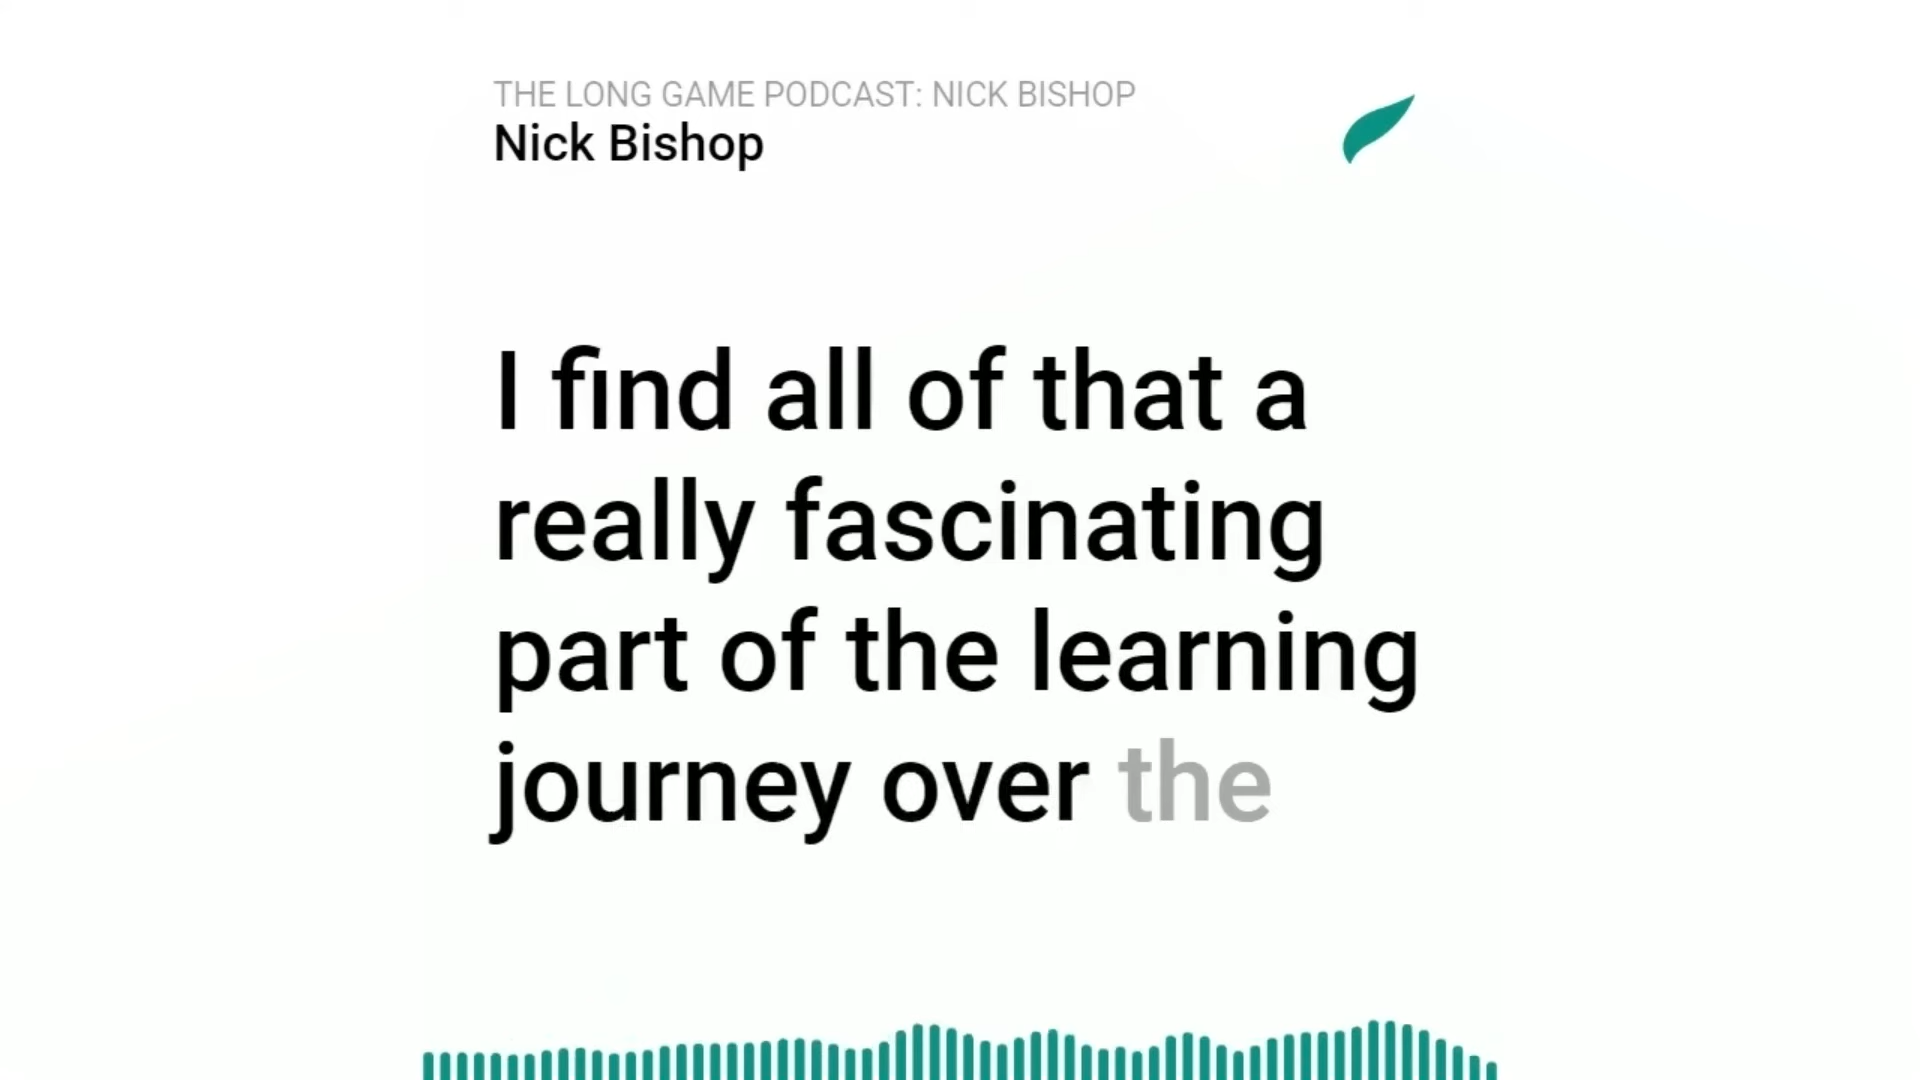 THE LONG GAME PODCAST: NICK BISHOP
Nick Bishop
I find all of that a
really fascinating
part of the learning
journey over the